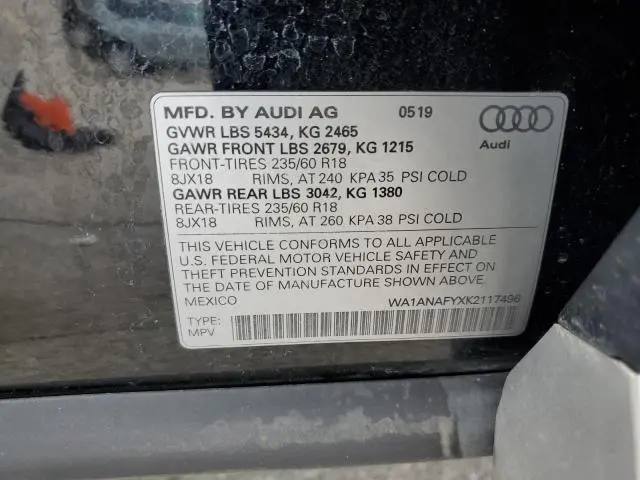 MFD. BY AUDI AG 0519
GVWR LBS 5434, KG 2465
GAWR FRONT LBS 2679, KG 1215
FRONT-TIRES 235/60 R18
8JX18 RIMS, AT 240 KPA 35 PSI COLD
GAWR REAR LBS 3042, KG 1380
REAR-TIRES 235/60 R18
8JX18 RIMS, AT 260 KPA 38 PSI COLD
Audi
THIS VEHICLE CONFORMS TO ALL APPLICABLE
U.S. FEDERAL MOTOR VEHICLE SAFETY AND
THEFT PREVENTION STANDARDS IN EFFECT ON
THE DATE OF MANUFACTURE SHOWN ABOVE.
MEXICO WA1ANAFYXK2117496
TYPE:
MPV